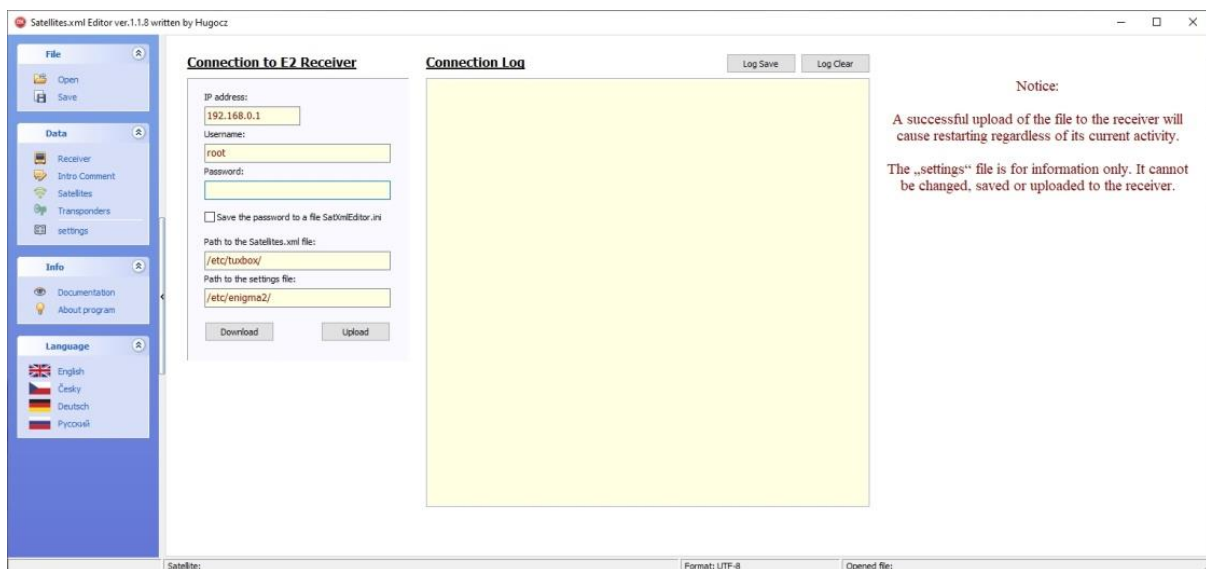 Satellites.xml Editor ver.1.1.8 written by Hugocz
File
Open
Save
Data
Receiver
Intro Comment
Satellites
Transponders
settings
Info
Documentation
About program
Language
English
Česky
Deutsch
Connection to E2 Receiver
IP address:
192.168.0.1
Username:
root
Password:
Save the password to a file SatXmlEditor.ini
Path to the Satellites.xml file:
/etc/tuxbox/
Path to the settings file:
/etc/enigma2/
Download
Upload
Connection Log
Log Save
Log Clear
Notice:
A successful upload of the file to the receiver will
cause restarting regardless of its current activity.
The „settings“ file is for information only. It cannot
be changed, saved or uploaded to the receiver.
Satellite:
Format: UTF-8
Opened file: